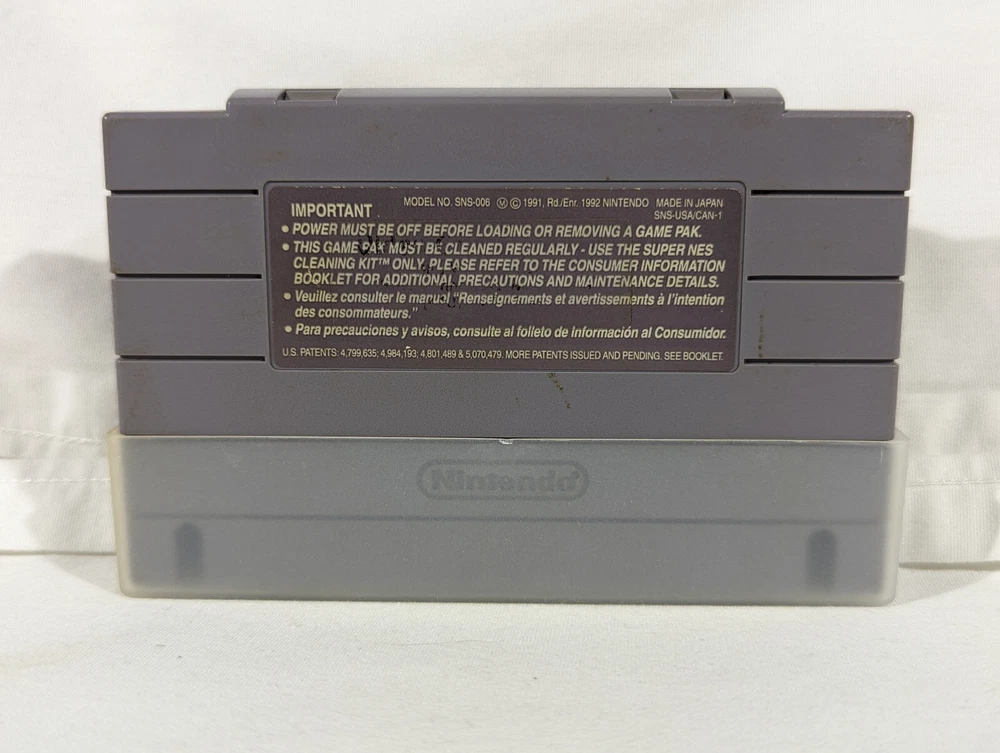 IMPORTANT
MODEL NO. SNS-006 Ⓜ © 1991, Rd./Enr. 1992 NINTENDO MADE IN JAPAN
SNS-USA/CAN-1
• POWER MUST BE OFF BEFORE LOADING OR REMOVING A GAME PAK.
• THIS GAME PAK MUST BE CLEANED REGULARLY - USE THE SUPER NES
CLEANING KIT™ ONLY. PLEASE REFER TO THE CONSUMER INFORMATION
BOOKLET FOR ADDITIONAL PRECAUTIONS AND MAINTENANCE DETAILS.
• Veuillez consulter le manuel "Renseignements et avertissements à l'intention
des consommateurs."
• Para precauciones y avisos, consulte al folleto de Información al Consumidor.
U.S. PATENTS: 4,799,635; 4,984,193; 4,801,489 & 5,070,479. MORE PATENTS ISSUED AND PENDING. SEE BOOKLET.
Nintendo®